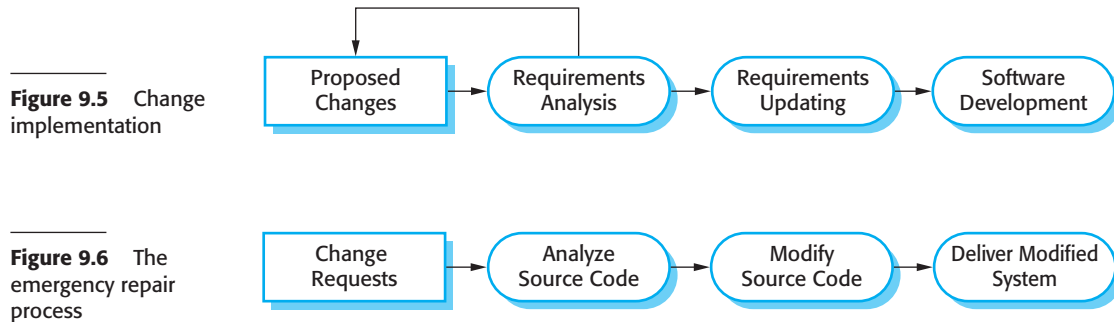 Figure 9.5 Change
implementation
Proposed
Changes
Requirements
Analysis
Requirements
Updating
Software
Development
Figure 9.6 The
emergency repair
process
Change
Requests
Analyze
Source Code
Modify
Source Code
Deliver Modified
System